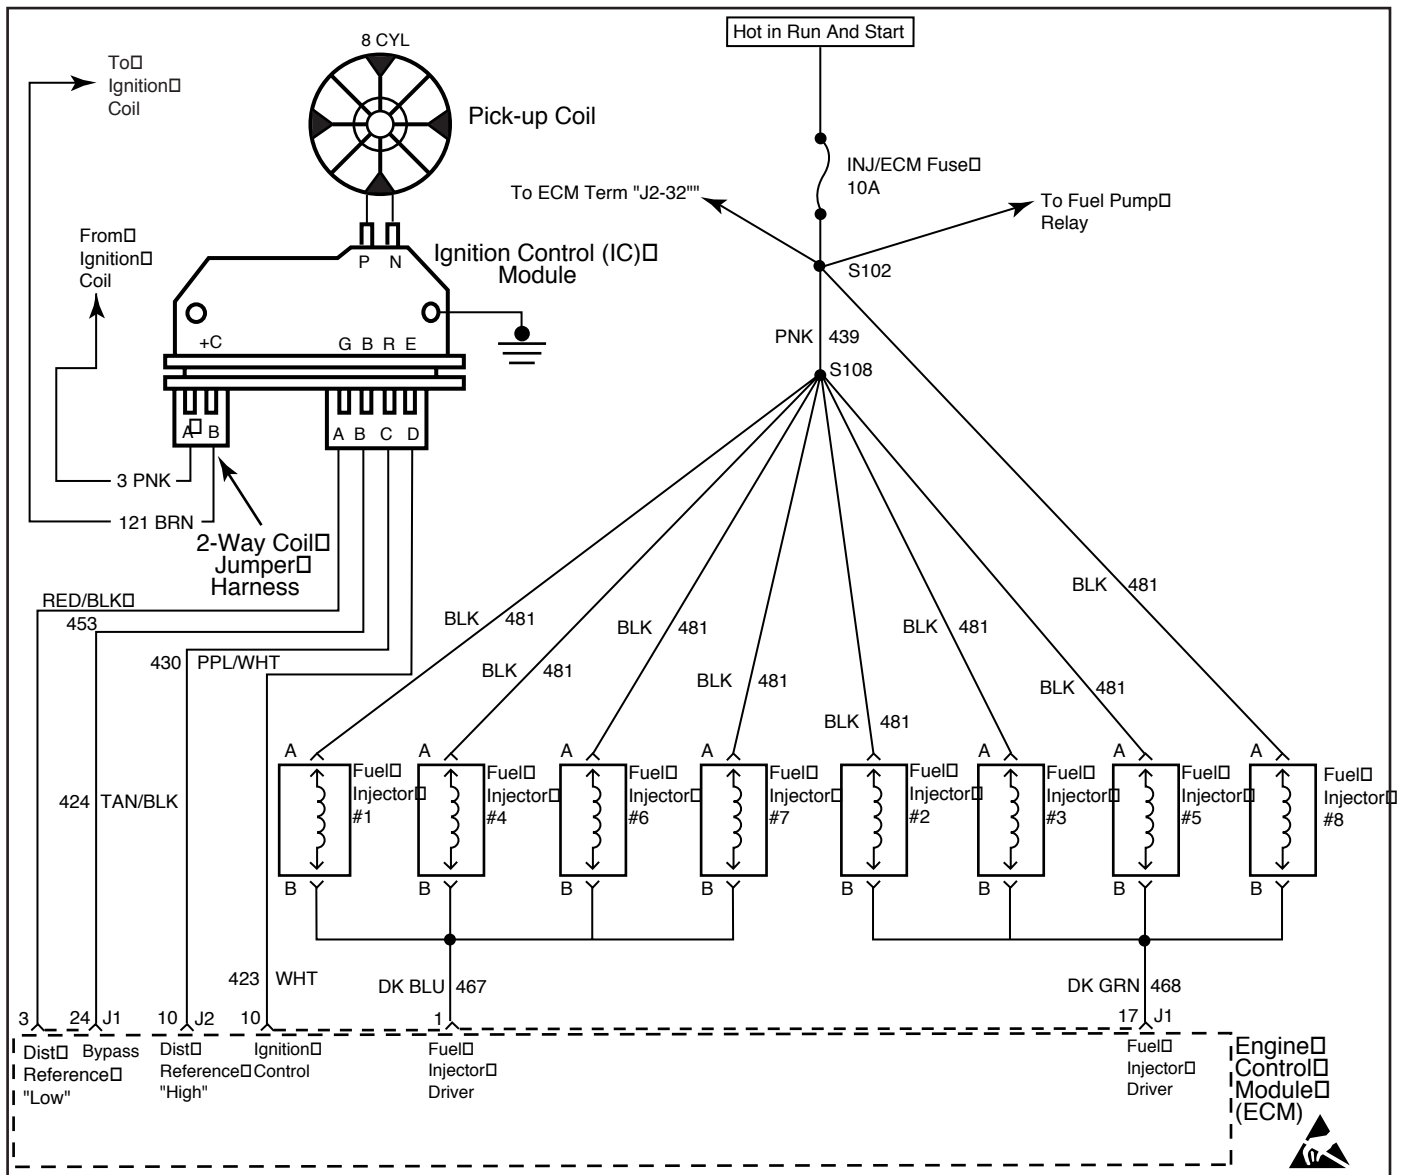 8 CYL
Hot in Run And Start
To□
Ignition□
Coil
Pick-up Coil
INJ/ECM Fuse□
10A
To ECM Term "J2-32""
To Fuel Pump□
Relay
From□
Ignition□
Coil
P N
Ignition Control (IC)□
Module
S102
+C
G B R E
PNK 439
S108
A□ B
A B C D
3 PNK
121 BRN
2-Way Coil□
Jumper□
Harness
RED/BLK□
453
430 PPL/WHT
BLK 481
BLK 481
BLK 481
BLK 481
BLK 481
BLK 481
BLK 481
BLK 481
A A A A A A A A
Fuel□
Injector□
#1
Fuel□
Injector□
#4
Fuel□
Injector□
#6
Fuel□
Injector□
#7
Fuel□
Injector□
#2
Fuel□
Injector□
#3
Fuel□
Injector□
#5
Fuel□
Injector□
#8
424 TAN/BLK
B B B B B B B B
423 WHT
DK BLU 467
DK GRN 468
3 24 J1 10 J2 10 1 17 J1
Dist□
Reference□
"Low"
Bypass
Dist□
Reference□
"High"
Ignition□
Control
Fuel□
Injector□
Driver
Fuel□
Injector□
Driver
Engine□
Control□
Module□
(ECM)